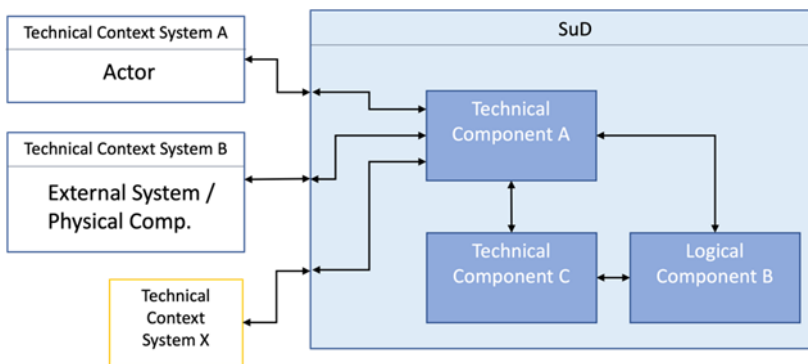 Technical Context System A
Actor
Technical Context System B
External System /
Physical Comp.
Technical
Context
System X
SuD
Technical
Component A
Technical
Component C
Logical
Component B